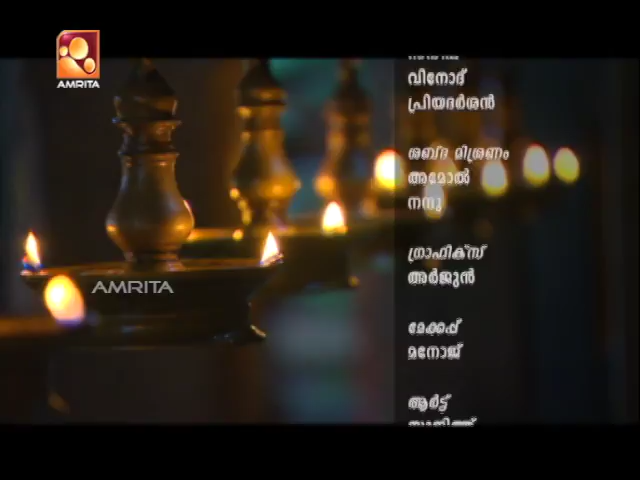 AMRITA
വിനോദ്
പ്രിയദർശൻ
ശബ്ദ മിശ്രണം
അമോൽ
നന്ദു
ഗ്രാഫിക്സ്
അർജുൻ
മേക്കപ്പ്
മനോജ്
ആർട്ട്
AMRITA